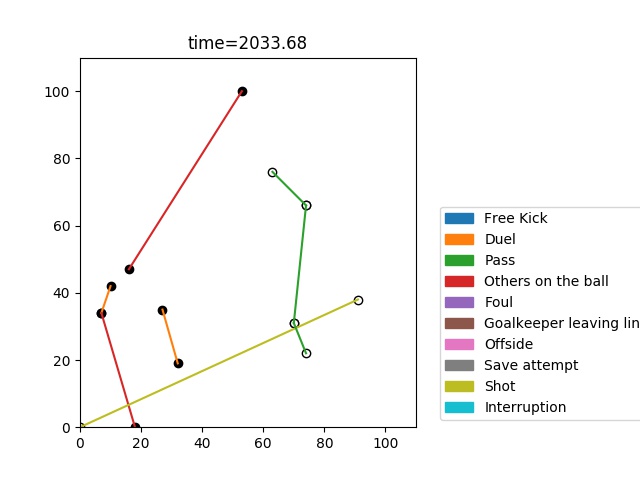 time=2033.68
100
80
60
40
20
0
0 20 40 60 80 100
Free Kick
Duel
Pass
Others on the ball
Foul
Goalkeeper leaving lin
Offside
Save attempt
Shot
Interruption